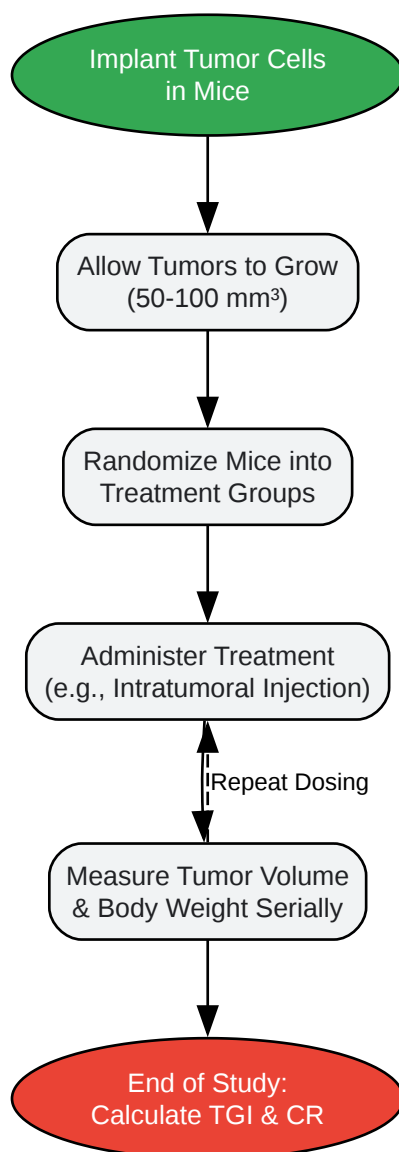 Implant Tumor Cells
in Mice
Allow Tumors to Grow
(50-100 mm³)
Randomize Mice into
Treatment Groups
Administer Treatment
(e.g., Intratumoral Injection)
Repeat Dosing
Measure Tumor Volume
& Body Weight Serially
End of Study:
Calculate TGI & CR